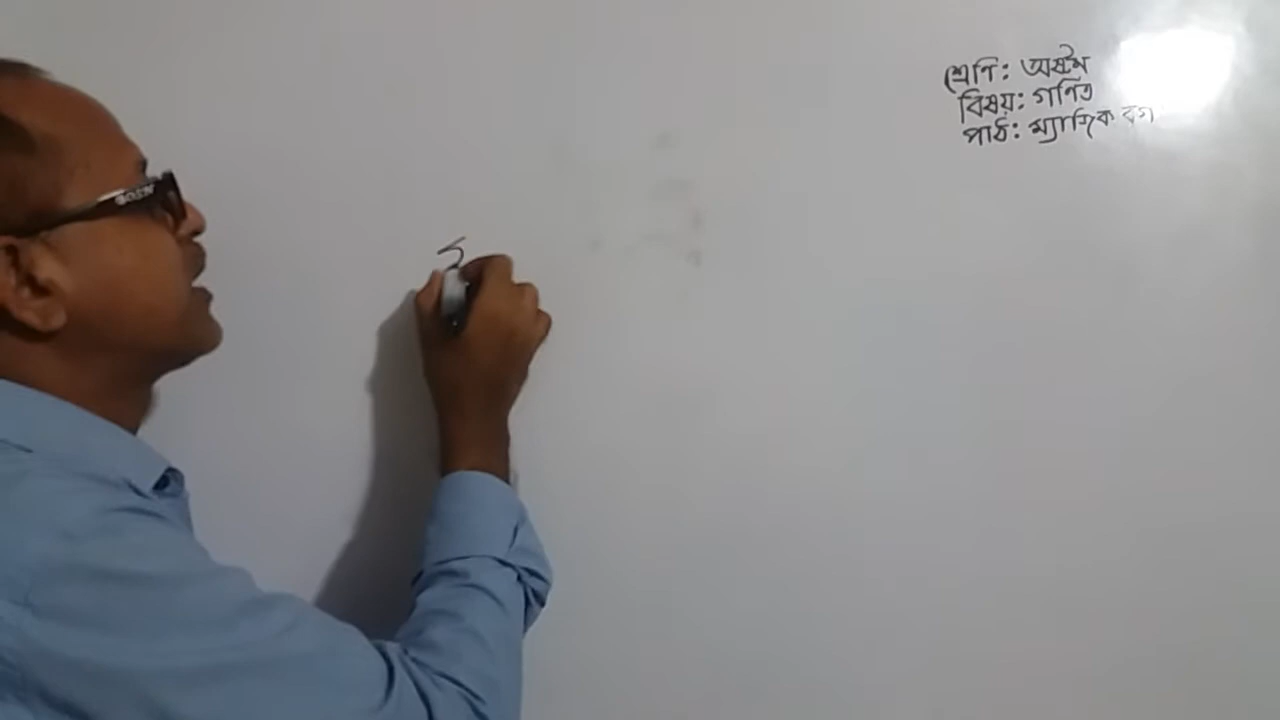 শ্রেণি: অষ্টম
বিষয়: গণিত
পাঠ: ম্যাজিক বর্গ